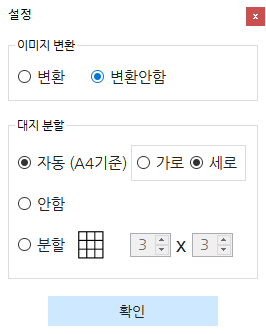 설정
이미지 변환
변환 변환안함
대지 분할
자동 (A4기준) 가로 세로
안함
분할 3 x 3
확인